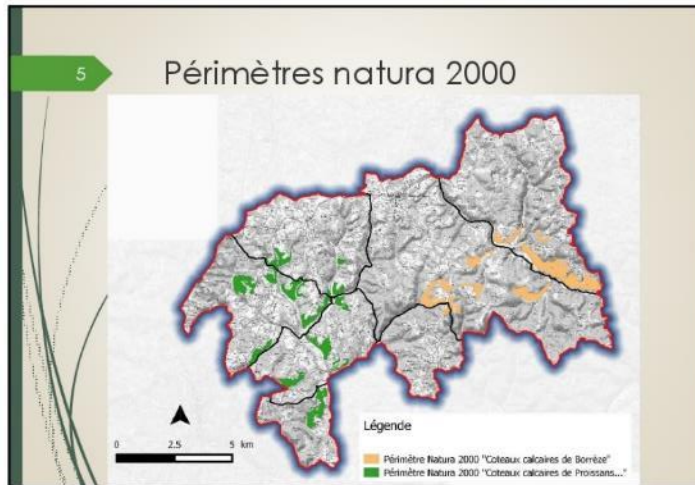 5
Périmètres natura 2000
0 2.5 5 km
Légende
Périmètre Natura 2000 "Coteaux calcaires de Borrèze"
Périmètre Natura 2000 "Coteaux calcaires de Proissans..."